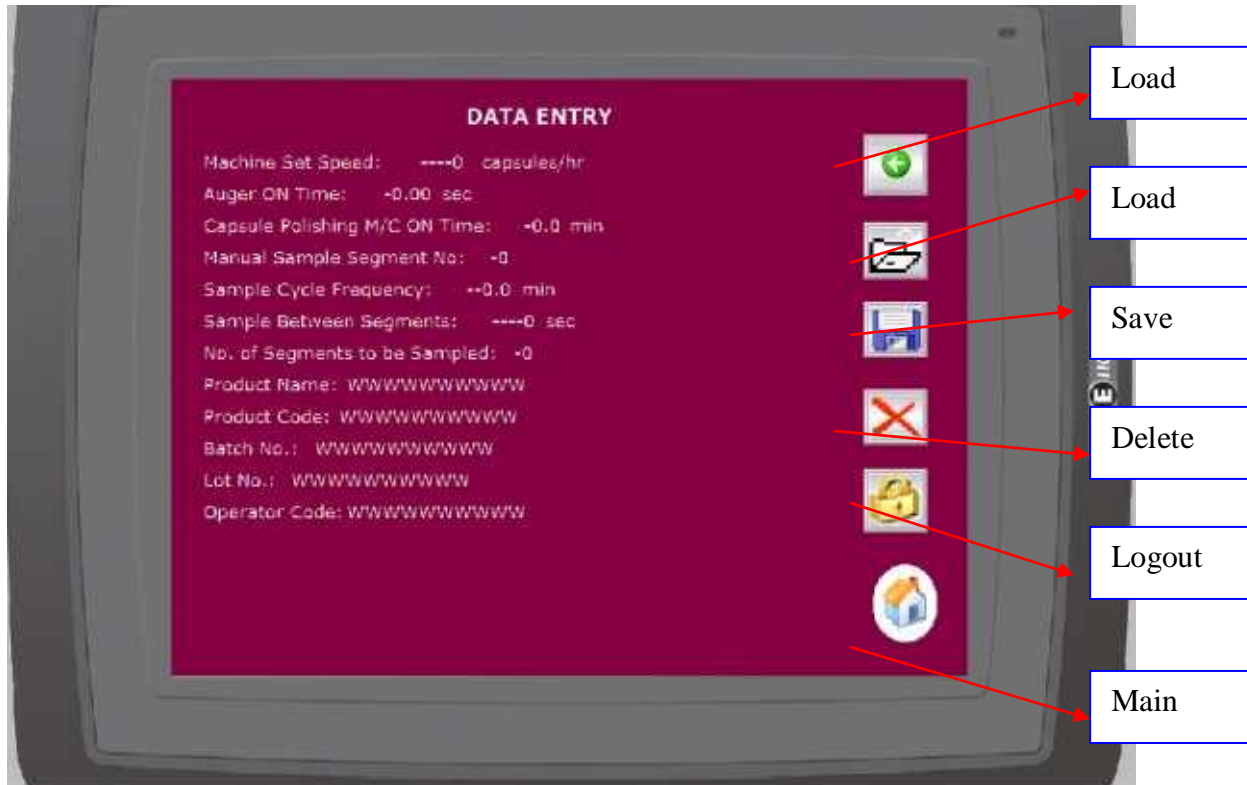 DATA ENTRY
Machine Set Speed: ----0 capsules/hr
Auger ON Time: -0.00 sec
Capsule Polishing M/C ON Time: -0.0 min
Manual Sample Segment No: -0
Sample Cycle Frequency: --0.0 min
Sample Between Segments: ----0 sec
No. of Segments to be Sampled: -0
Product Name: WWWWWWWWWW
Product Code: WWWWWWWWWW
Batch No.: WWWWWWWWWW
Lot No.: WWWWWWWWWW
Operator Code: WWWWWWWWWW
Load
Load
Save
Delete
Logout
Main